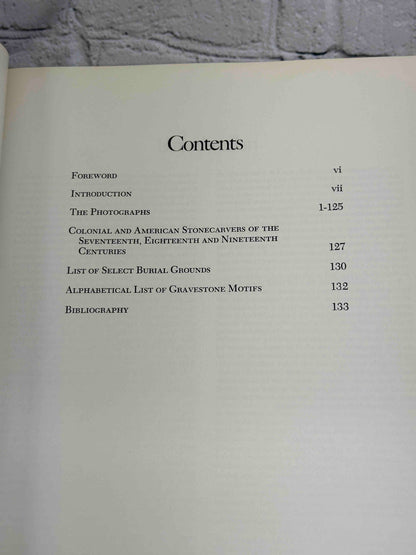 Contents
Foreword vi
Introduction vii
The Photographs 1-125
Colonial and American Stonecarvers of the
Seventeenth, Eighteenth and Nineteenth
Centuries 127
List of Select Burial Grounds 130
Alphabetical List of Gravestone Motifs 132
Bibliography 133